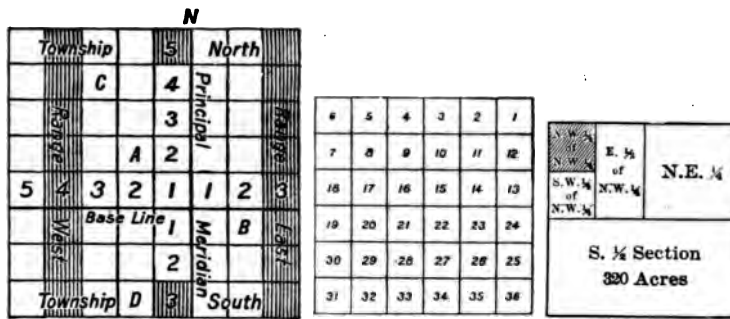 N
Township 5 North
C 4 Principal
3
Range A 2 Range
5 4 3 2 1 1 2 3
West Base Line 1 Meridian B East
2
Township D 3 South
6 5 4 3 2 1
7 8 9 10 11 12
18 17 16 15 14 13
19 20 21 22 23 24
30 29 28 27 26 25
31 32 33 34 35 36
N.W. ¼
of
N.W. ¼
S.W. ¼
of
N.W. ¼
E. ½
of
N.W. ¼
N.E. ¼
S. ½ Section
320 Acres